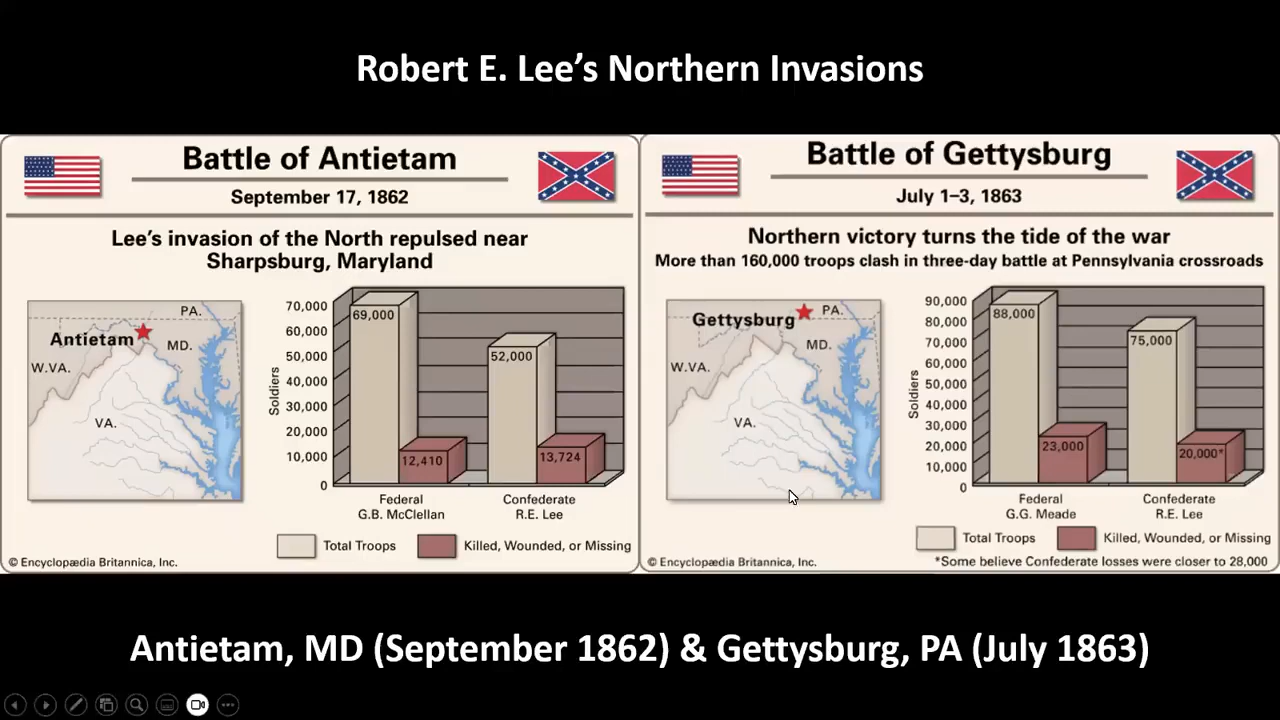 Robert E. Lee's Northern Invasions
Battle of Antietam
September 17, 1862
Lee's invasion of the North repulsed near
Sharpsburg, Maryland
PA.
Antietam
MD.
W.VA.
VA.
Soldiers
70,000
60,000
50,000
40,000
30,000
20,000
10,000
0
69,000
12,410
52,000
13,724
Federal
G.B. McClellan
Confederate
R.E. Lee
Total Troops
Killed, Wounded, or Missing
© Encyclopædia Britannica, Inc.
Battle of Gettysburg
July 1–3, 1863
Northern victory turns the tide of the war
More than 160,000 troops clash in three-day battle at Pennsylvania crossroads
Gettysburg
PA.
MD.
W.VA.
VA.
Soldiers
90,000
80,000
70,000
60,000
50,000
40,000
30,000
20,000
10,000
0
88,000
23,000
75,000
20,000*
Federal
G.G. Meade
Confederate
R.E. Lee
Total Troops
Killed, Wounded, or Missing
© Encyclopædia Britannica, Inc.
*Some believe Confederate losses were closer to 28,000
Antietam, MD (September 1862) & Gettysburg, PA (July 1863)